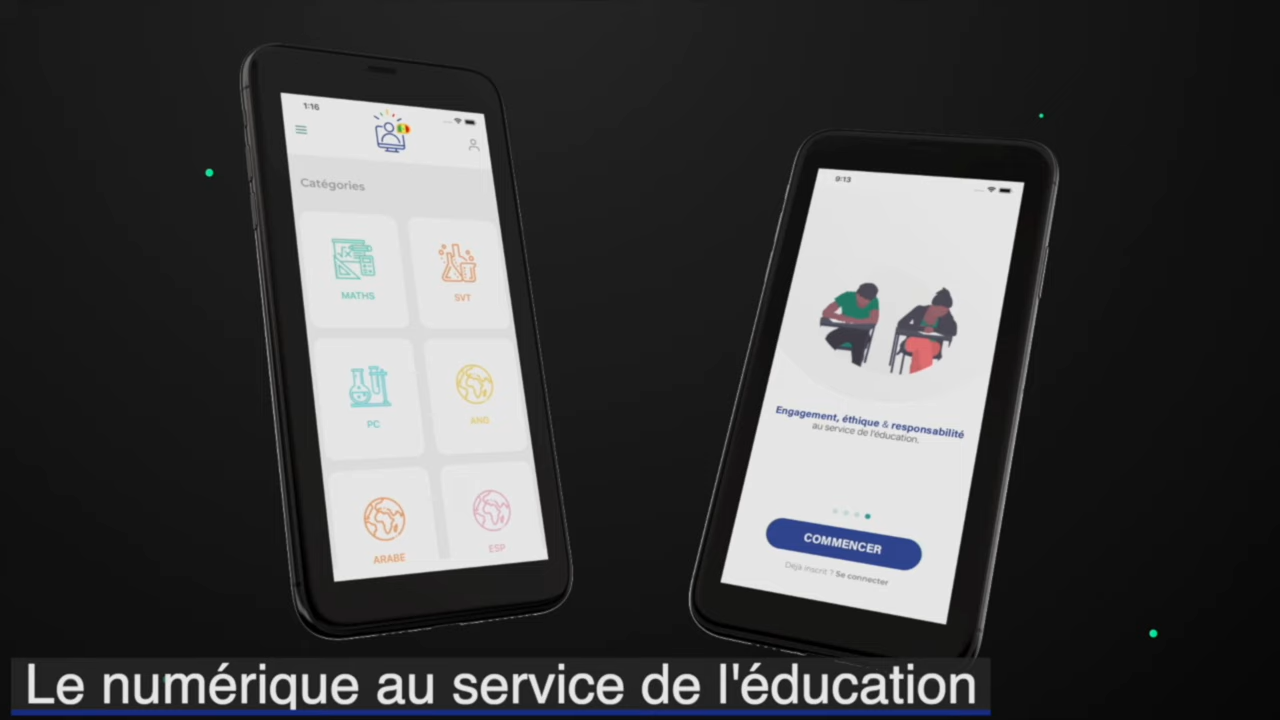 1:16
Catégories
MATHS
SVT
PC
ANG
ARABE
ESP
9:13
Engagement, éthique & responsabilité
au service de l'éducation.
COMMENCER
Déjà inscrit ? Se connecter
Le numérique au service de l'éducation